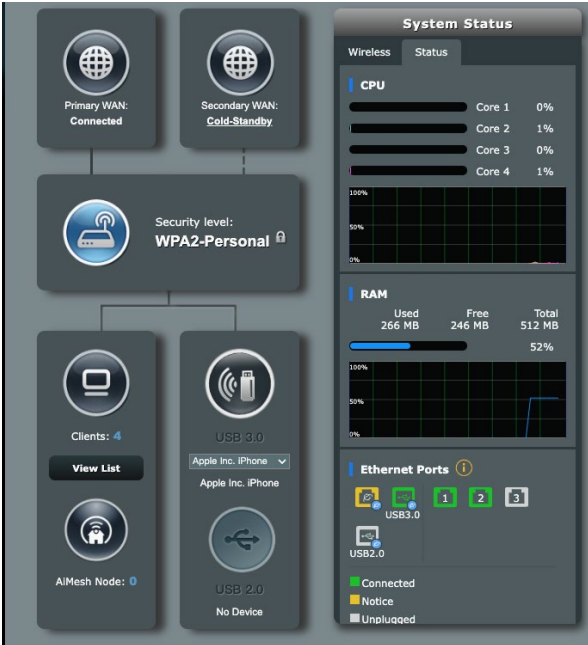 Primary WAN:
Connected
Secondary WAN:
Cold-Standby
Security level:
WPA2-Personal
Clients: 4
View List
AiMesh Node: 0
USB 3.0
Apple Inc. iPhone
Apple Inc. iPhone
USB 2.0
No Device
System Status
Wireless Status
CPU
Core 1 0%
Core 2 1%
Core 3 0%
Core 4 1%
100%
50%
0%
RAM
Used Free Total
266 MB 246 MB 512 MB
52%
100%
50%
0%
Ethernet Ports
1 2 3
USB3.0
USB2.0
Connected
Notice
Unplugged